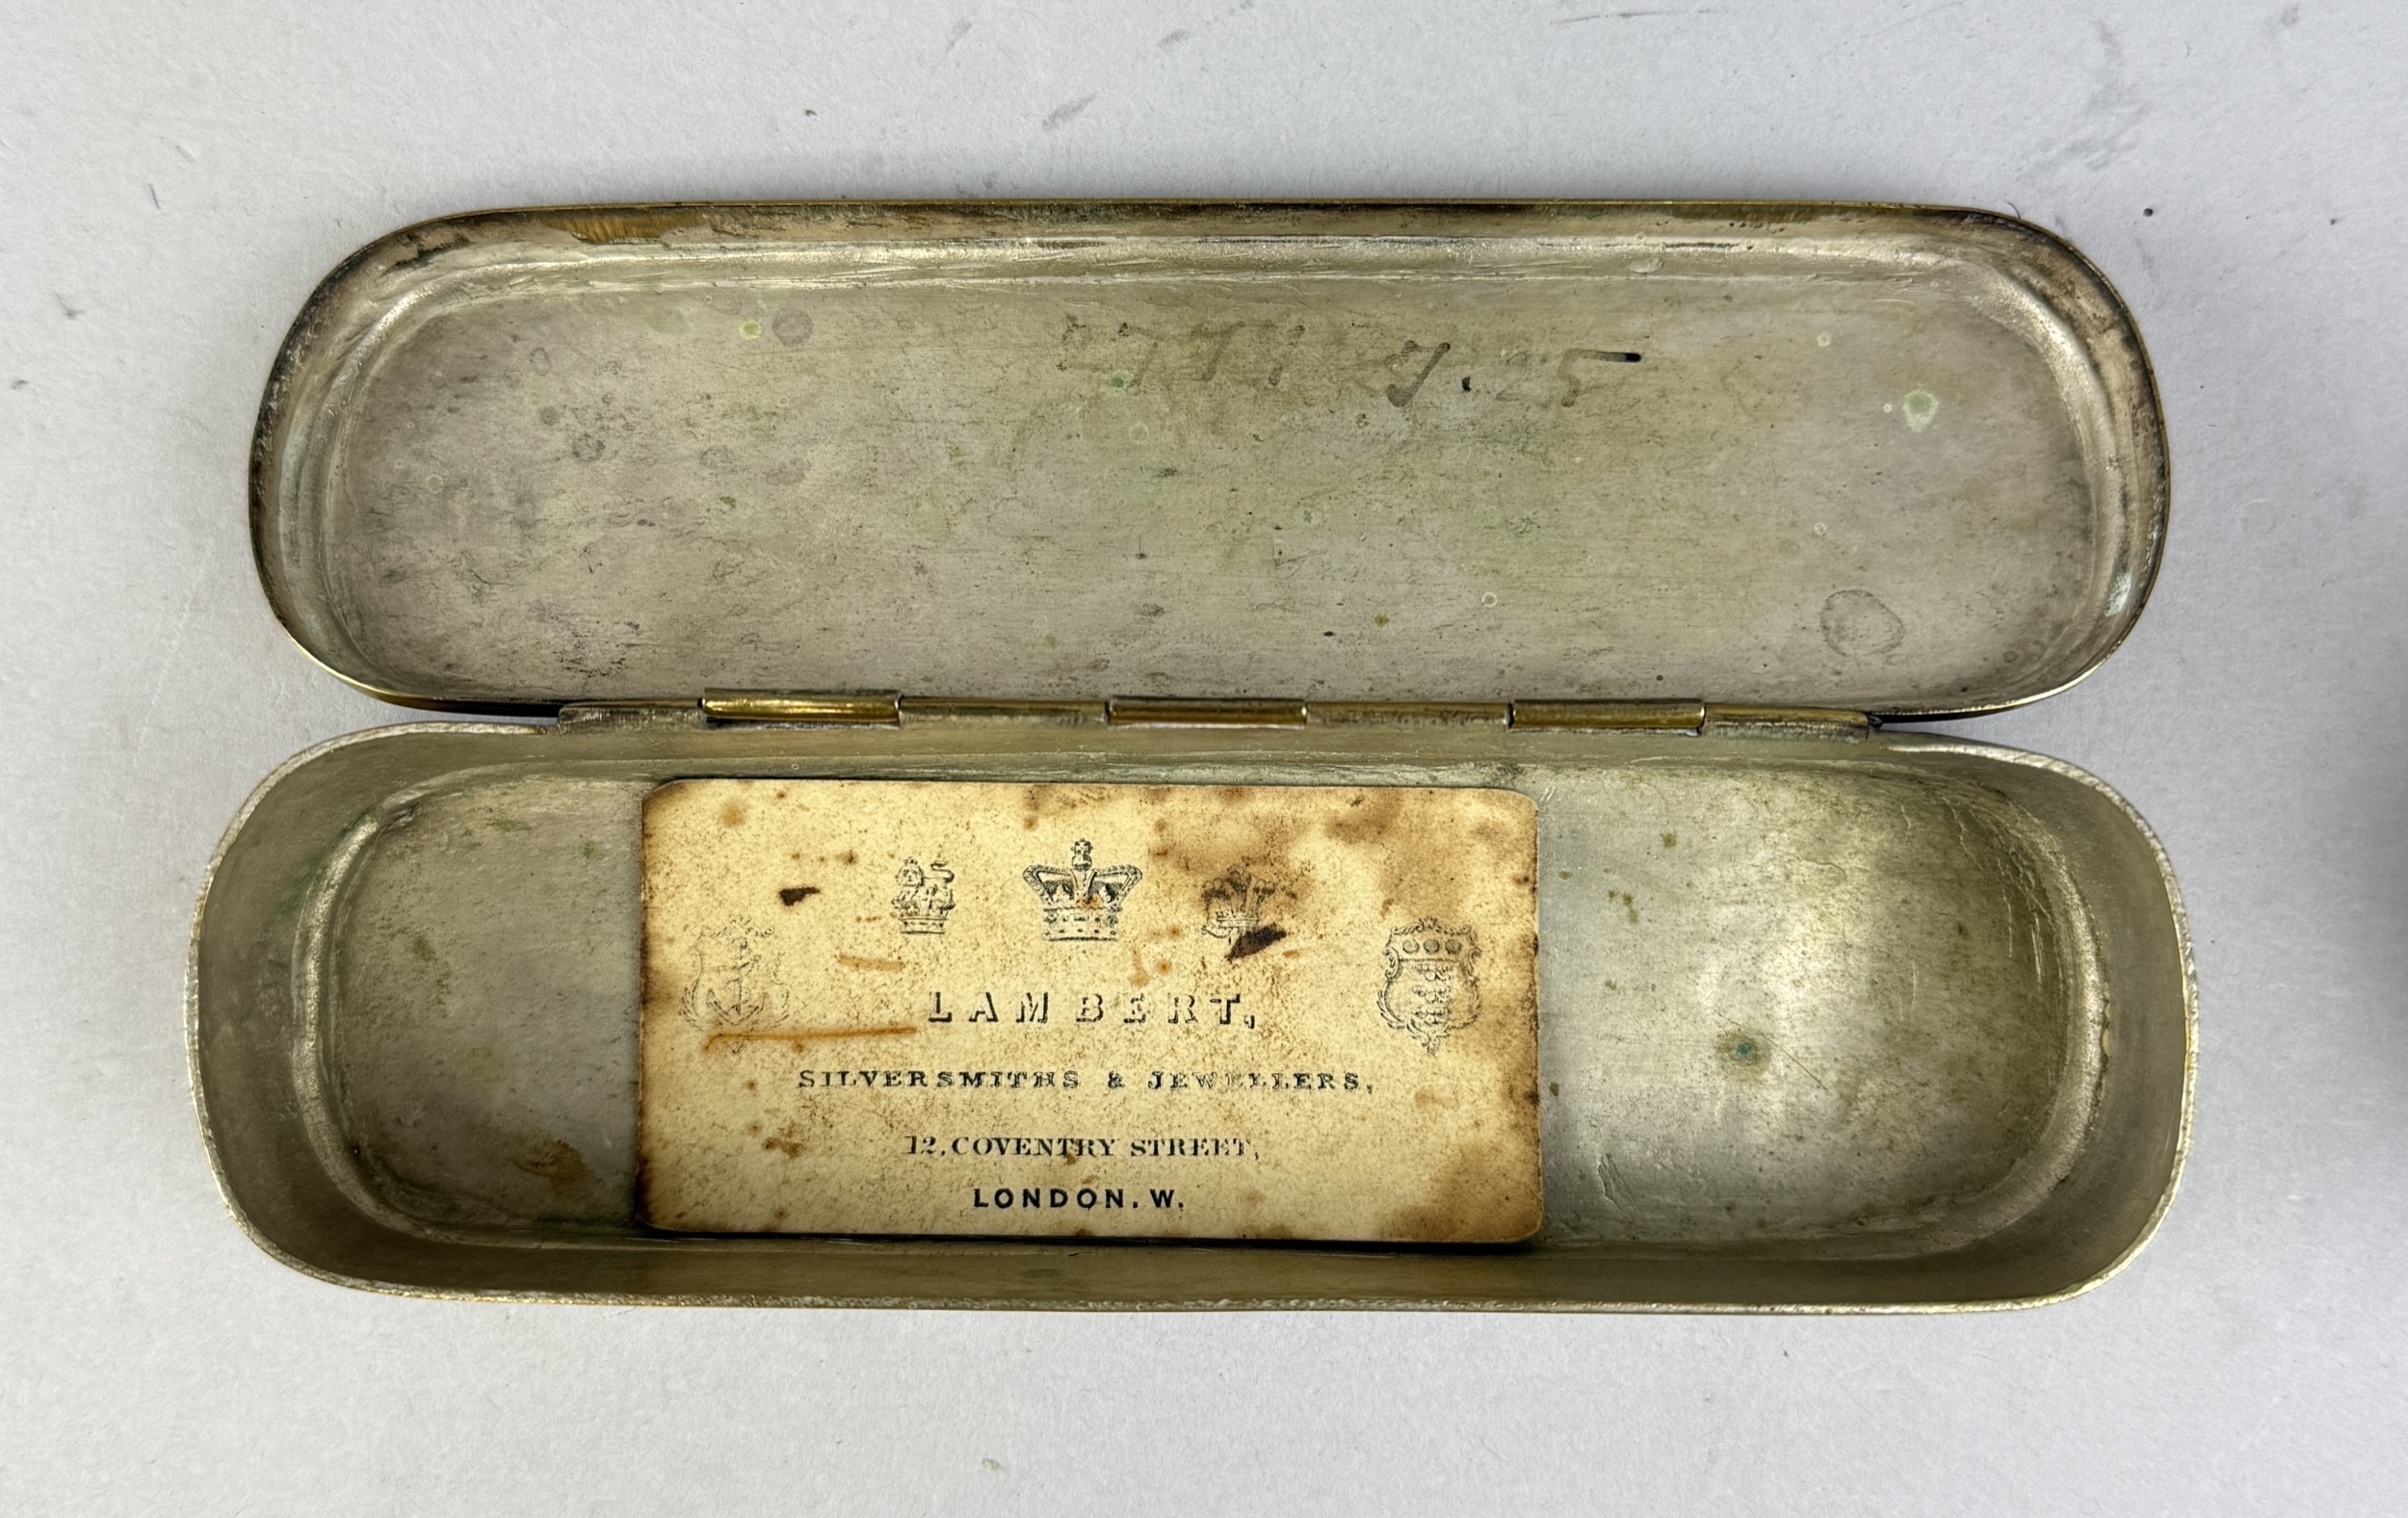 LAMBERT,
SILVERSMITHS & JEWELLERS,
12, COVENTRY STREET,
LONDON. W.